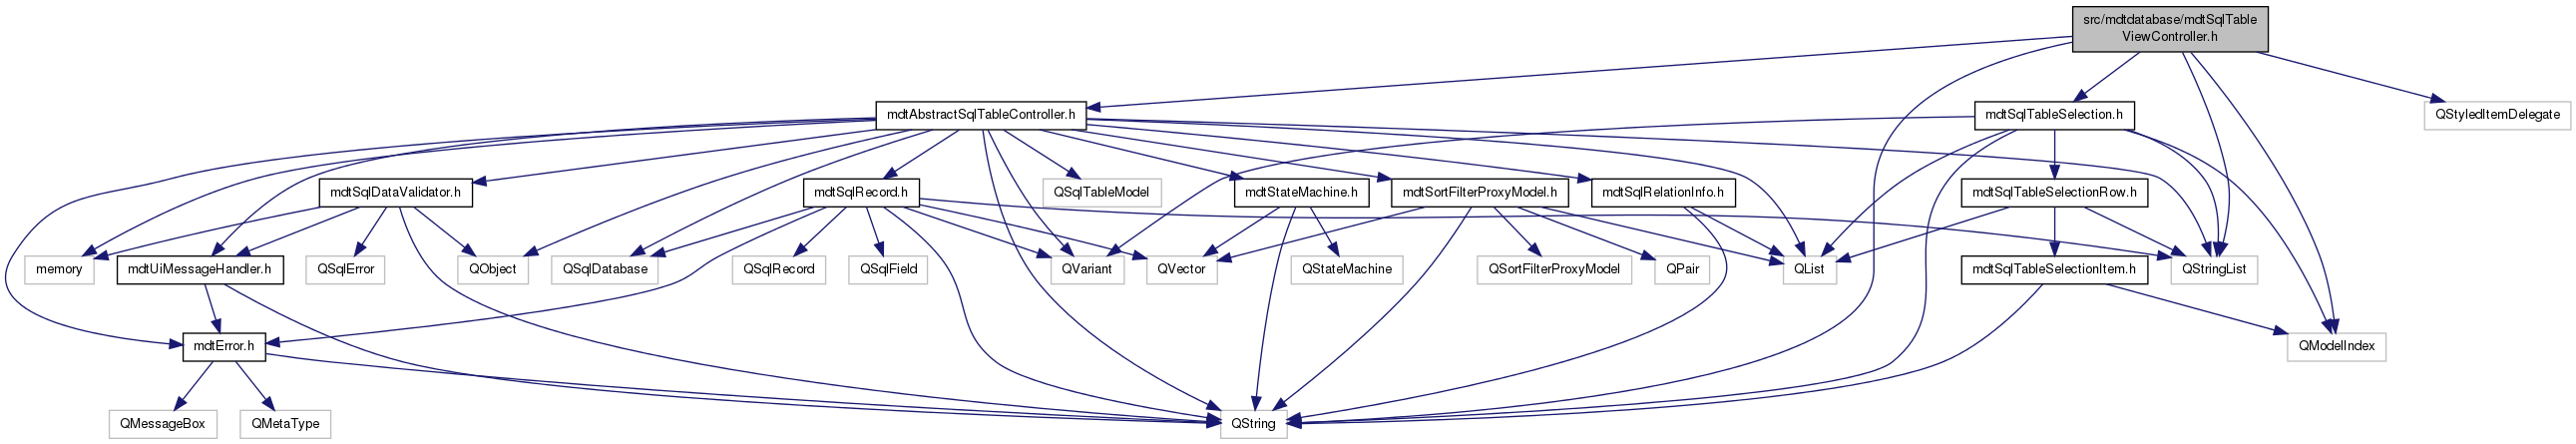 src/mdtdatabase/mdtSqlTable
ViewController.h
mdtAbstractSqlTableController.h
mdtSqlTableSelection.h
QStyledItemDelegate
mdtSqlDataValidator.h
mdtSqlRecord.h
QSqlTableModel
mdtStateMachine.h
mdtSortFilterProxyModel.h
mdtSqlRelationInfo.h
mdtSqlTableSelectionRow.h
memory
mdtUiMessageHandler.h
QSqlError
QObject
QSqlDatabase
QSqlRecord
QSqlField
QVariant
QVector
QStateMachine
QSortFilterProxyModel
QPair
QList
mdtSqlTableSelectionItem.h
QStringList
mdtError.h
QModelIndex
QMessageBox
QMetaType
QString